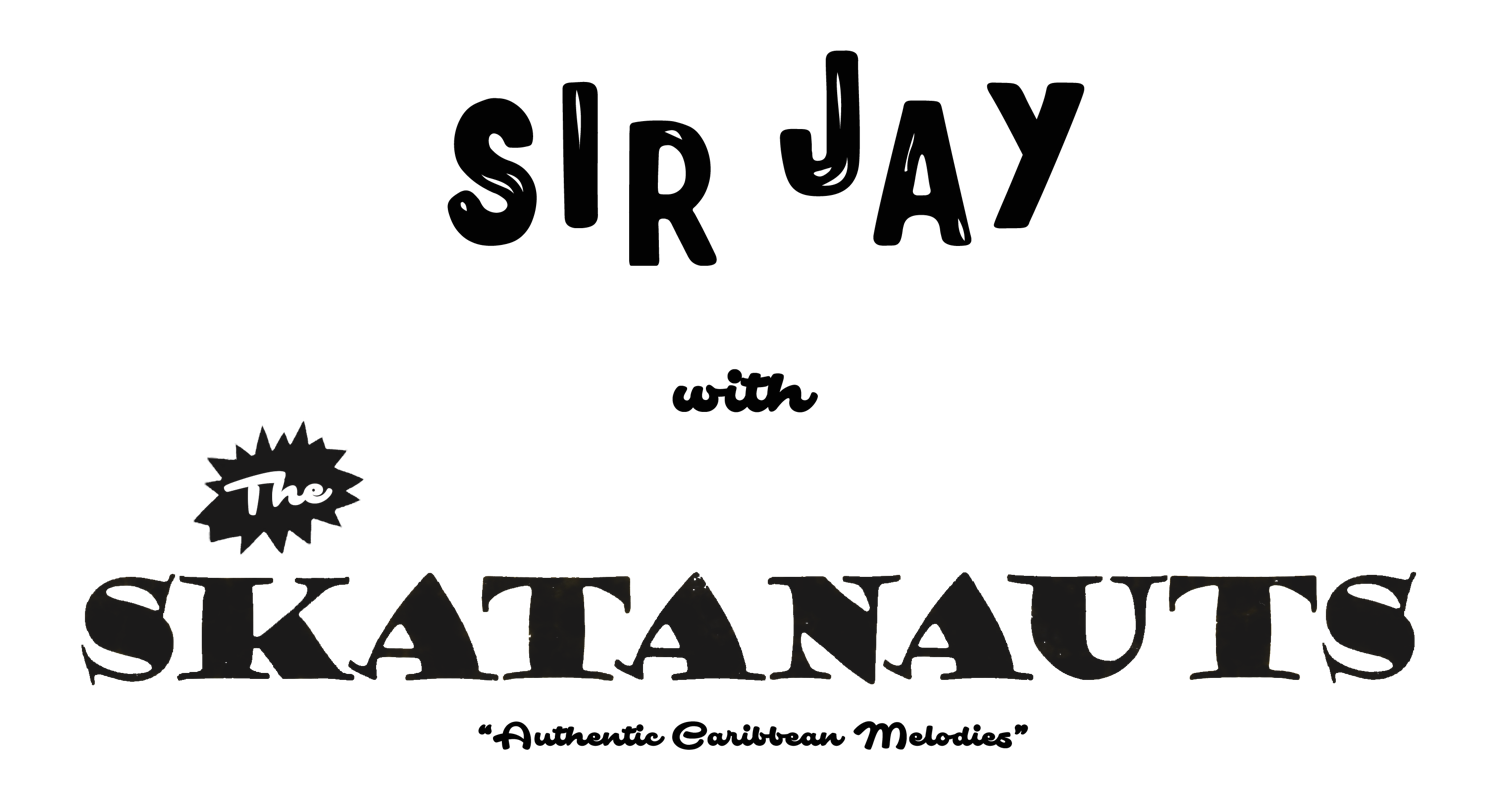 SIR JAY
with
The
SKATANAUTS
“Authentic Caribbean Melodies”